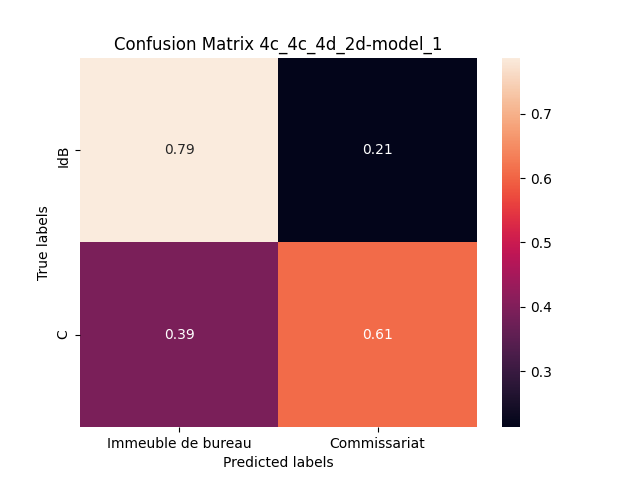 Confusion Matrix 4c_4c_4d_2d-model_1
True labels
IdB
0.79
0.21
C
0.39
0.61
Immeuble de bureau
Commissariat
Predicted labels
0.7
0.6
0.5
0.4
0.3